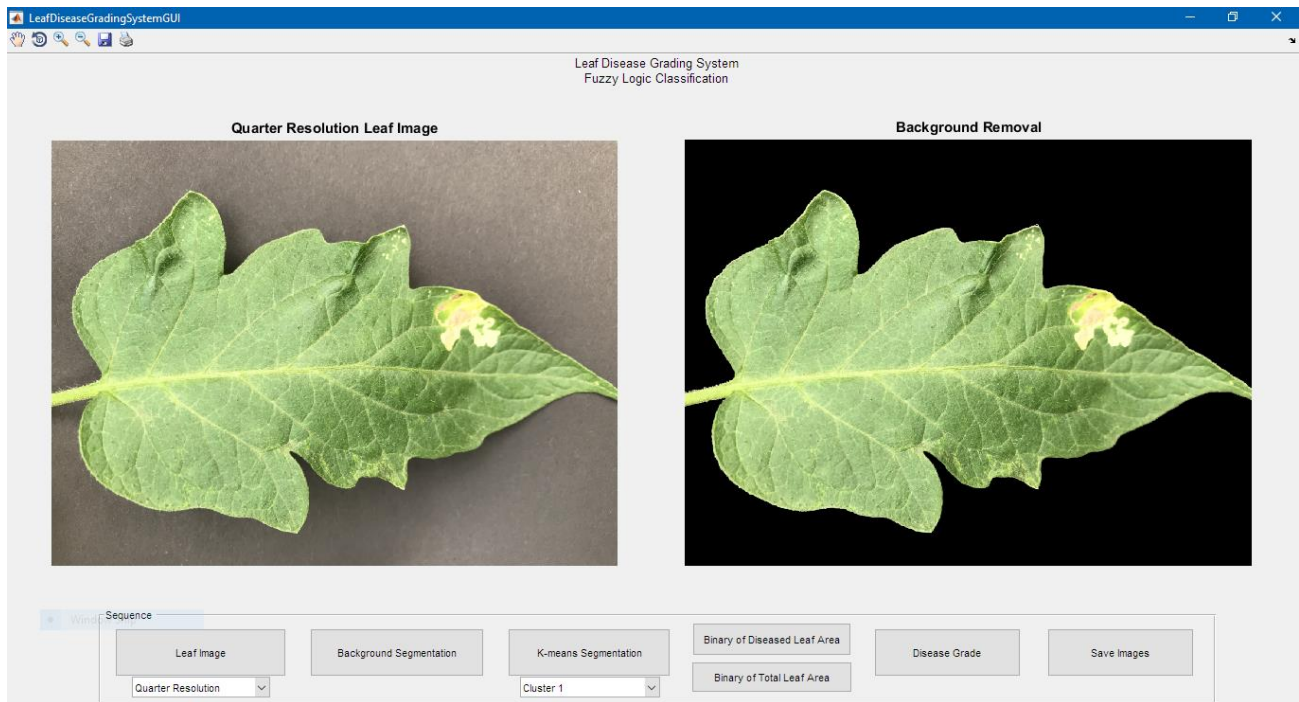 LeafDiseaseGradingSystemGUI
Leaf Disease Grading System
Fuzzy Logic Classification
Quarter Resolution Leaf Image
Background Removal
Sequence
Leaf Image
Background Segmentation
K-means Segmentation
Binary of Diseased Leaf Area
Binary of Total Leaf Area
Disease Grade
Save Images
Quarter Resolution
Cluster 1